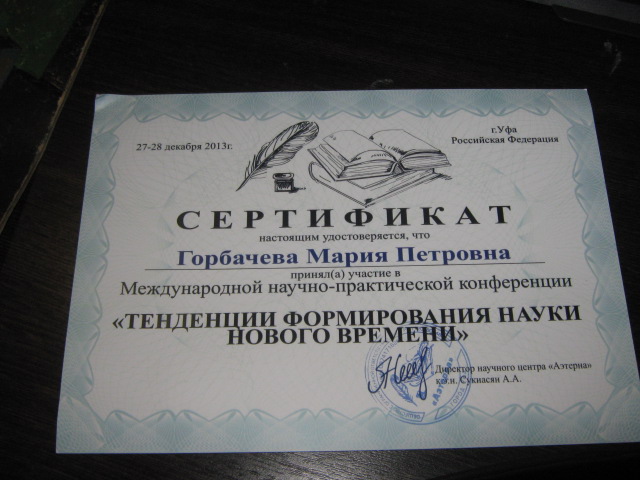 27-28 декабря 2013г.
г.Уфа
Российская Федерация
СЕРТИФИКАТ
настоящим удостоверяется, что
Горбачева Мария Петровна
принял(а) участие в
Международной научно-практической конференции
«ТЕНДЕНЦИИ ФОРМИРОВАНИЯ НАУКИ
НОВОГО ВРЕМЕНИ»
Директор научного центра «Аэтерна»
к.э.н. Сукиасян А.А.
«Аэтерна»